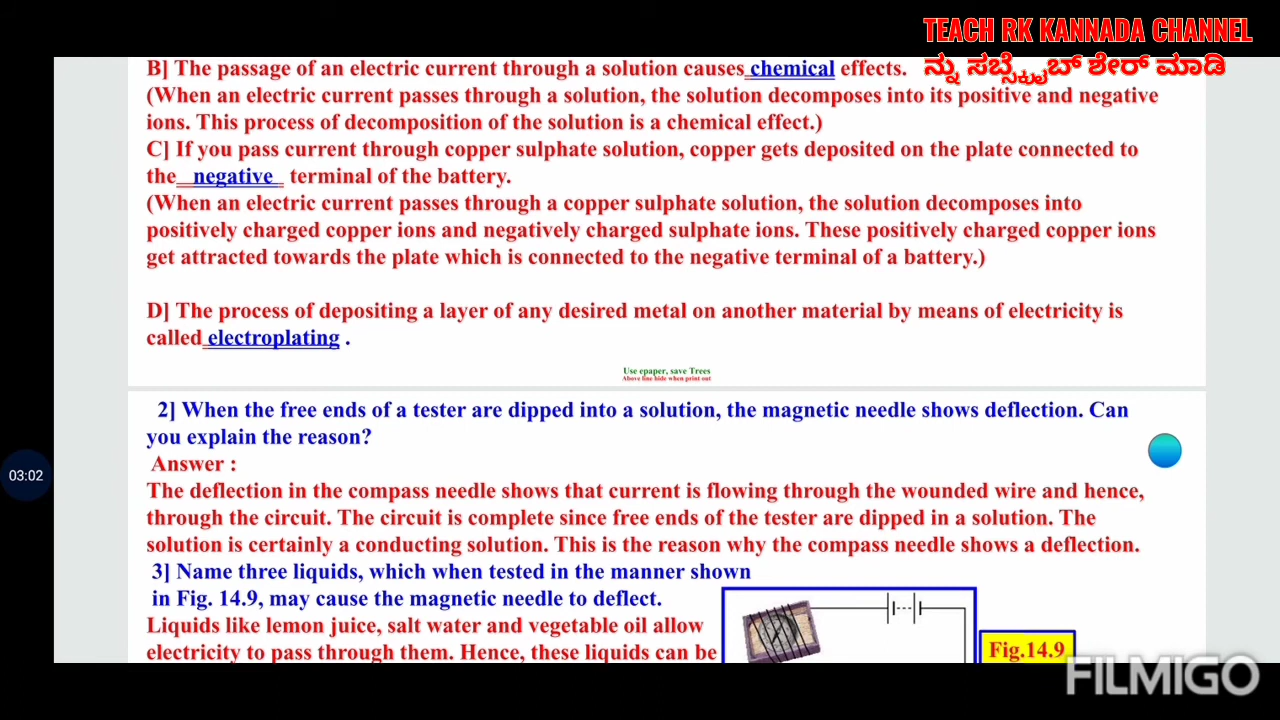 TEACH RK KANNADA CHANNEL
ನ್ನು ಸಬ್ಸ್ಕ್ರೈಬ್ ಶೇರ್ ಮಾಡಿ
B] The passage of an electric current through a solution causes chemical effects.
(When an electric current passes through a solution, the solution decomposes into its positive and negative
ions. This process of decomposition of the solution is a chemical effect.)
C] If you pass current through copper sulphate solution, copper gets deposited on the plate connected to
the__negative_ terminal of the battery.
(When an electric current passes through a copper sulphate solution, the solution decomposes into
positively charged copper ions and negatively charged sulphate ions. These positively charged copper ions
get attracted towards the plate which is connected to the negative terminal of a battery.)
D] The process of depositing a layer of any desired metal on another material by means of electricity is
called electroplating .
Use epaper, save Trees
Above line hide when print out
2] When the free ends of a tester are dipped into a solution, the magnetic needle shows deflection. Can
you explain the reason?
Answer :
The deflection in the compass needle shows that current is flowing through the wounded wire and hence,
through the circuit. The circuit is complete since free ends of the tester are dipped in a solution. The
solution is certainly a conducting solution. This is the reason why the compass needle shows a deflection.
3] Name three liquids, which when tested in the manner shown
in Fig. 14.9, may cause the magnetic needle to deflect.
Liquids like lemon juice, salt water and vegetable oil allow
electricity to pass through them. Hence, these liquids can be
Fig.14.9
03:02
FILMIGO